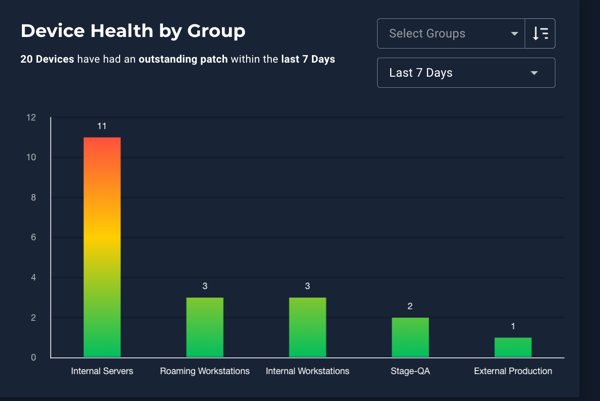 Device Health by Group
20 Devices have had an outstanding patch within the last 7 Days
Select Groups
Last 7 Days
12
10
8
6
4
2
0
11
3
3
2
1
Internal Servers
Roaming Workstations
Internal Workstations
Stage-QA
External Production